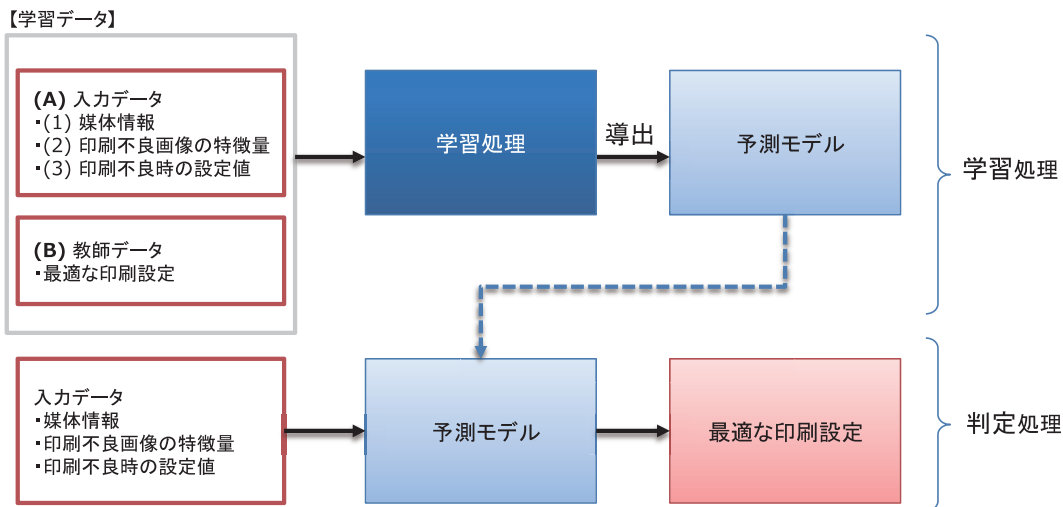 【学習データ】
(A) 入力データ
・(1) 媒体情報
・(2) 印刷不良画像の特徴量
・(3) 印刷不良時の設定値
(B) 教師データ
・最適な印刷設定
学習処理
導出
予測モデル
学習処理
入力データ
・媒体情報
・印刷不良画像の特徴量
・印刷不良時の設定値
予測モデル
最適な印刷設定
判定処理